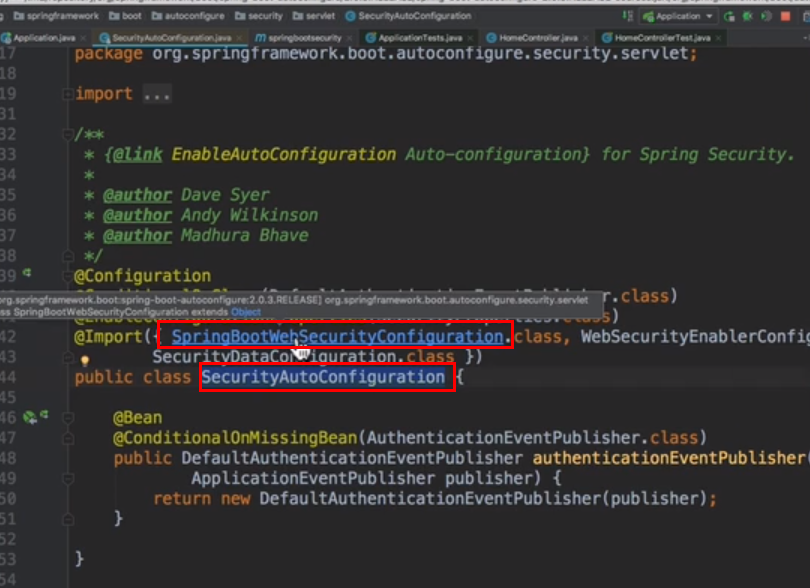 springframework boot autoconfigure security servlet SecurityAutoConfiguration Application
Application.java SecurityAutoConfiguration.java springbootsecurity ApplicationTests.java HomeController.java HomeControllerTest.java
17 package org.springframework.boot.autoconfigure.security.servlet;
18
19 import ...
31
32 /**
33 * {@link EnableAutoConfiguration Auto-configuration} for Spring Security.
34 *
35 * @author Dave Syer
36 * @author Andy Wilkinson
37 * @author Madhura Bhave
38 */
39 @Configuration
.class)
org.springframework.boot:spring-boot-autoconfigure:2.0.3.RELEASE] org.springframework.boot.autoconfigure.security.servlet
ss SpringBootWebSecurityConfiguration extends Object
.class)
42 @Import({ SpringBootWebSecurityConfiguration.class, WebSecurityEnablerConfig
43 SecurityDataConfiguration.class })
44 public class SecurityAutoConfiguration {
45
46 @Bean
47 @ConditionalOnMissingBean(AuthenticationEventPublisher.class)
48 public DefaultAuthenticationEventPublisher authenticationEventPublisher(
49 ApplicationEventPublisher publisher) {
50 return new DefaultAuthenticationEventPublisher(publisher);
51 }
52
53 }
54